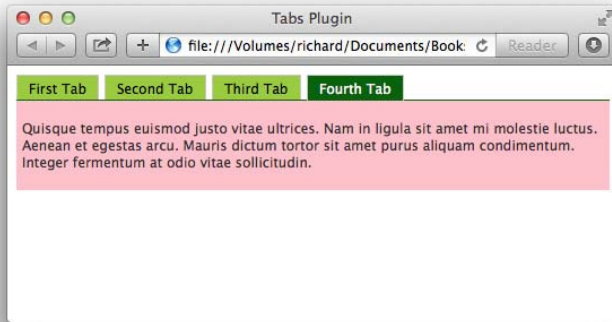 Tabs Plugin
file:///Volumes/richard/Documents/Book: Reader
First Tab Second Tab Third Tab Fourth Tab
Quisque tempus euismod justo vitae ultrices. Nam in ligula sit amet mi molestie luctus.
Aenean et egestas arcu. Mauris dictum tortor sit amet purus aliquam condimentum.
Integer fermentum at odio vitae sollicitudin.